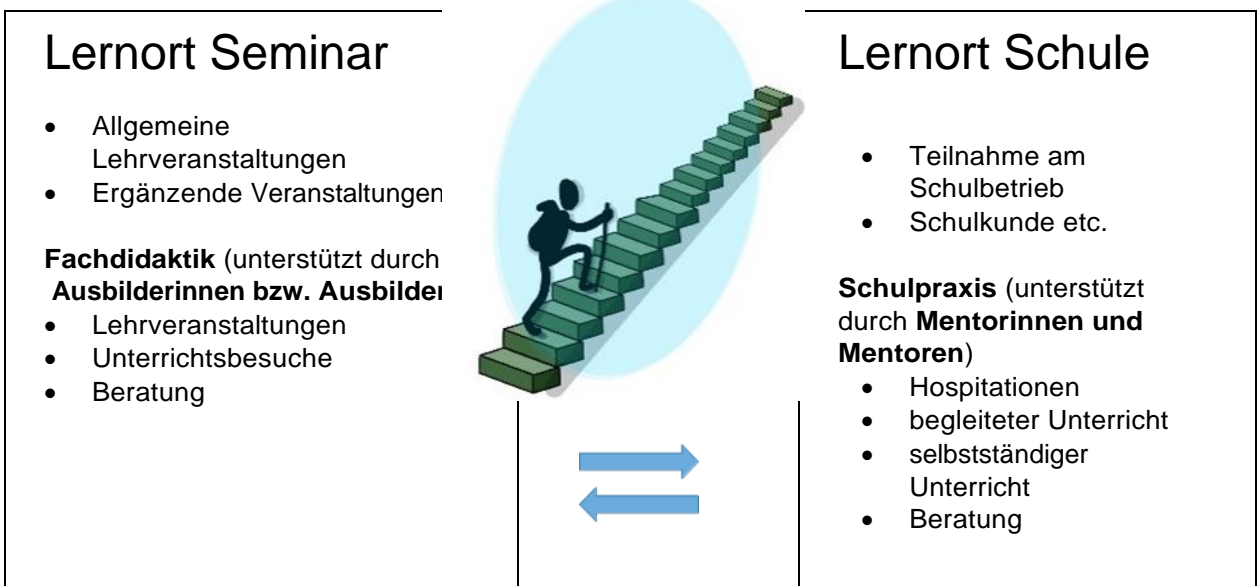 Lernort Seminar
• Allgemeine
Lehrveranstaltungen
• Ergänzende Veranstaltungen
Fachdidaktik (unterstützt durch
Ausbilderinnen bzw. Ausbilder
• Lehrveranstaltungen
• Unterrichtsbesuche
• Beratung
Lernort Schule
• Teilnahme am
Schulbetrieb
• Schulkunde etc.
Schulpraxis (unterstützt
durch Mentorinnen und
Mentoren)
• Hospitationen
• begleiteter Unterricht
• selbstständiger
Unterricht
• Beratung